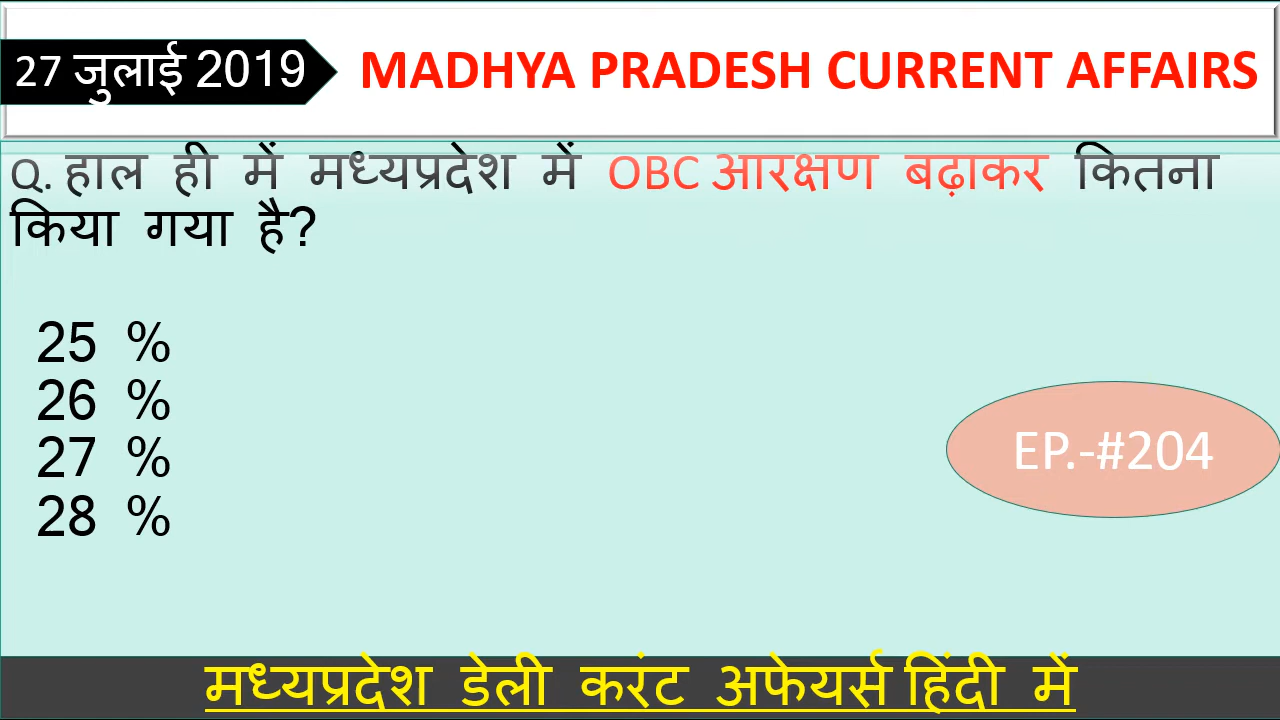 27 जुलाई 2019
MADHYA PRADESH CURRENT AFFAIRS
Q. हाल ही में मध्यप्रदेश में OBC आरक्षण बढ़ाकर कितना
किया गया है?
25 %
26 %
27 %
28 %
EP.-#204
मध्यप्रदेश डेली करंट अफेयर्स हिंदी में